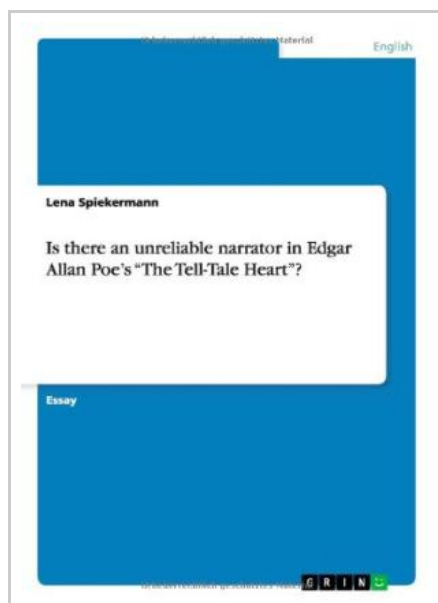 English
Lena Spiekermann
Is there an unreliable narrator in Edgar
Allan Poe's “The Tell-Tale Heart”?
Essay
GRIN